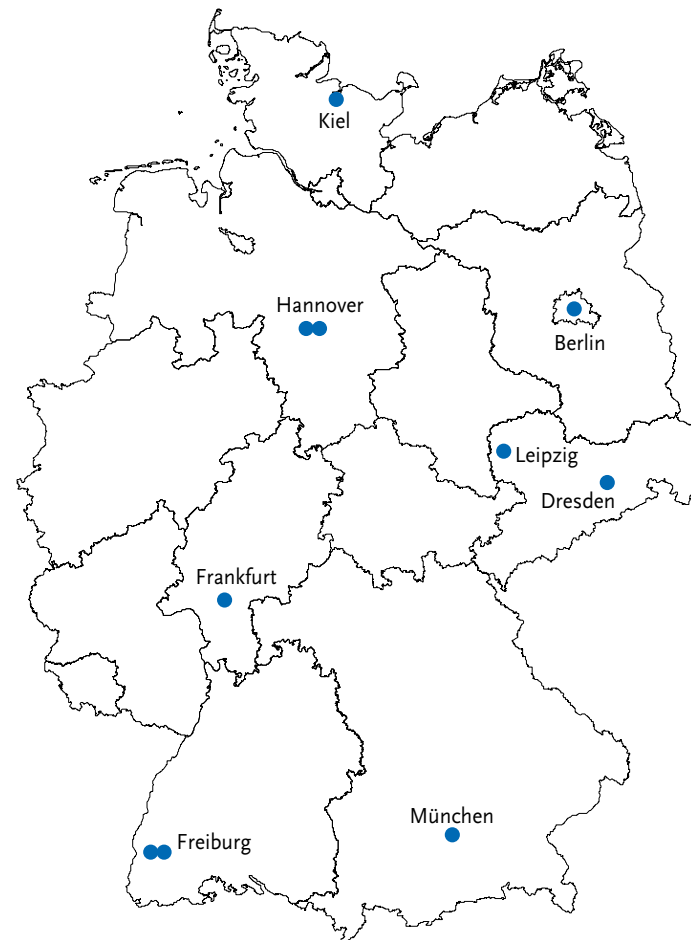 Kiel
Hannover
Berlin
Leipzig
Dresden
Frankfurt
München
Freiburg